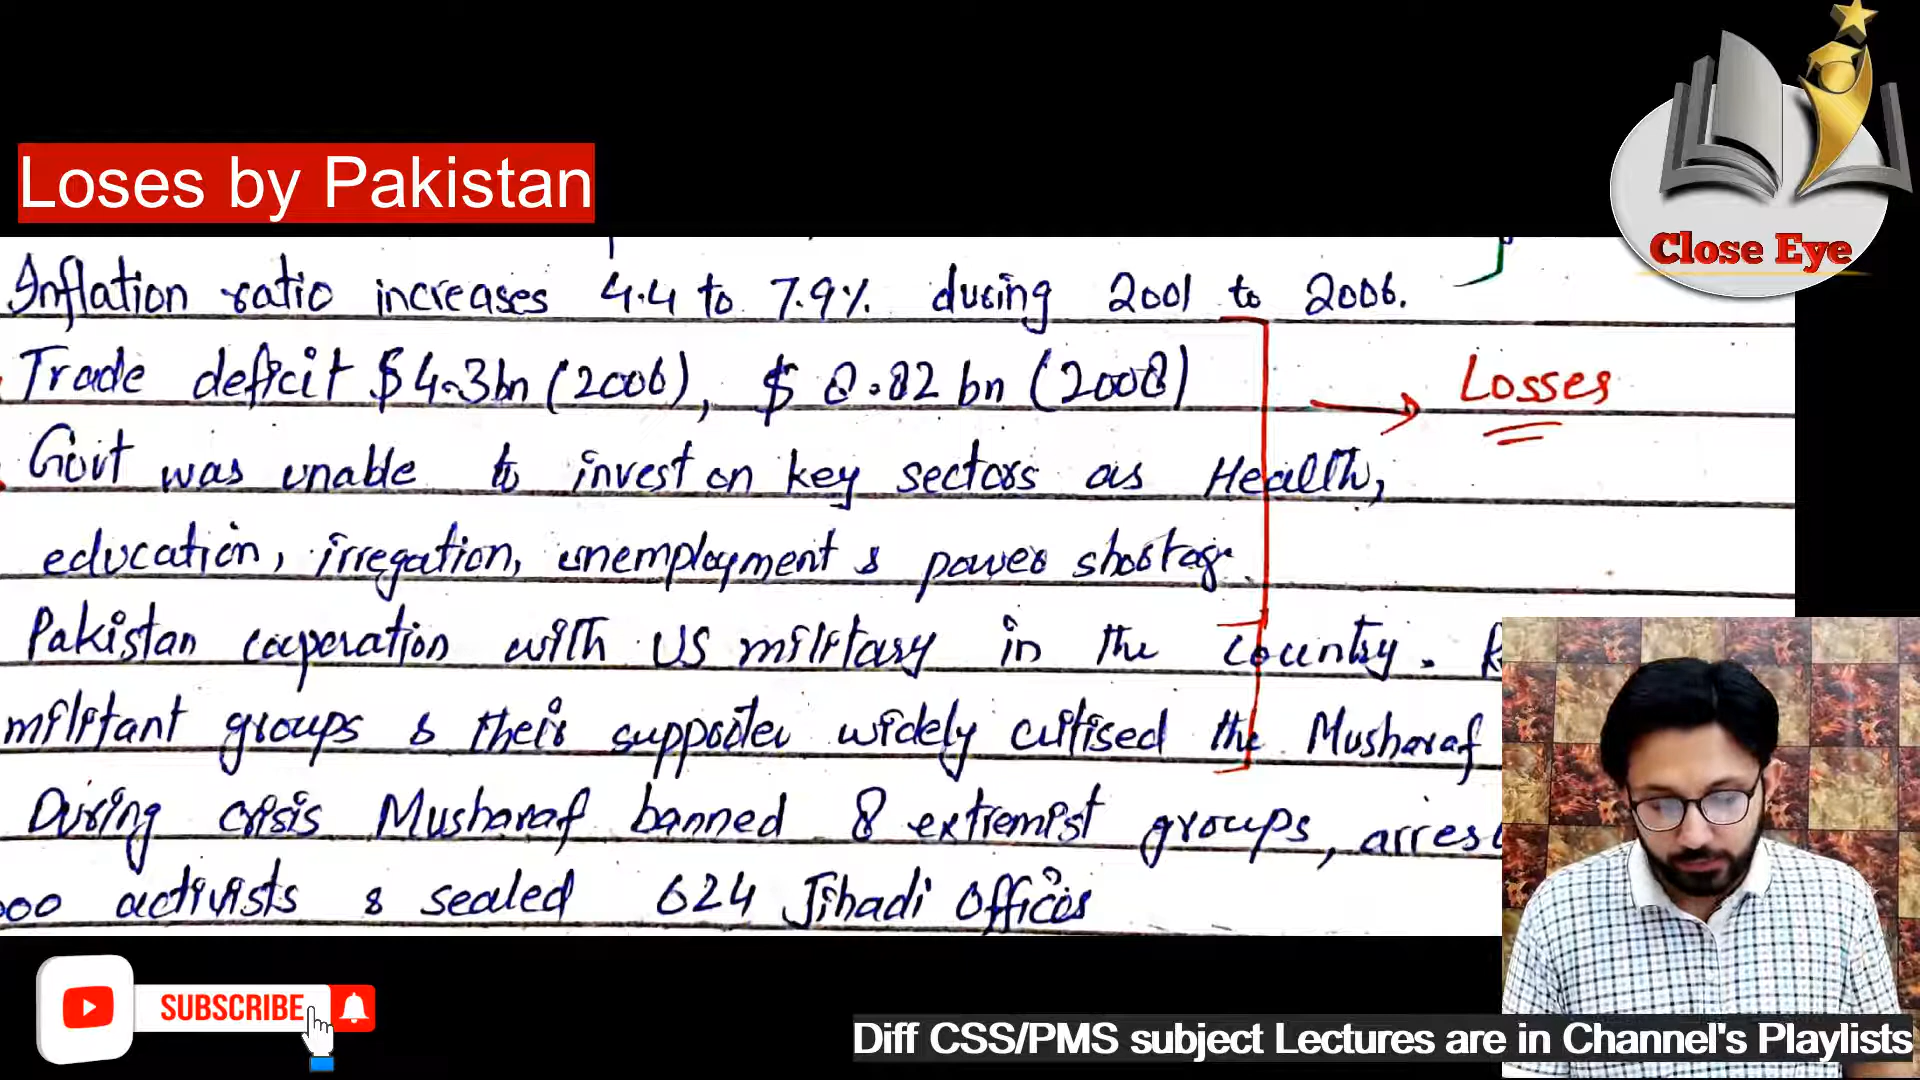 Close Eye
Loses by Pakistan
Inflation ratio increases 4.4 to 7.9% during 2001 to 2006.
Trade deficit $4.3bn (2006), $ 8.82 bn (2008)
Losses
Govt was unable to invest on key sectors as Health,
education, irregation, unemployment & power shortage.
Pakistan cooperation with US military in the country.
militant groups & their supporter widely critised the Musharaf
During crisis Musharaf banned 8 extremist groups, arres
000 activists & sealed 624 Jihadi Offices
SUBSCRIBE
Diff CSS/PMS subject Lectures are in Channel's Playlists